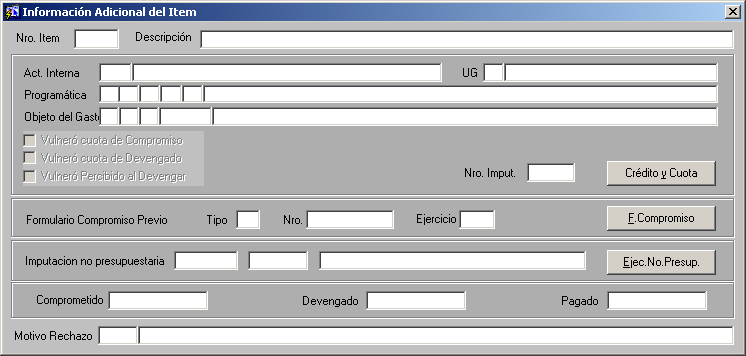 Información Adicional del Item
Nro. Item Descripción
Act. Interna UG
Programática
Objeto del Gast
Vulneró cuota de Compromiso
Vulneró cuota de Devengado
Vulneró Percibido al Devengar
Nro. Imput. Crédito y Cuota
Formulario Compromiso Previo Tipo Nro. Ejercicio F.Compromiso
Imputacion no presupuestaria Ejec.No.Presup.
Comprometido Devengado Pagado
Motivo Rechazo